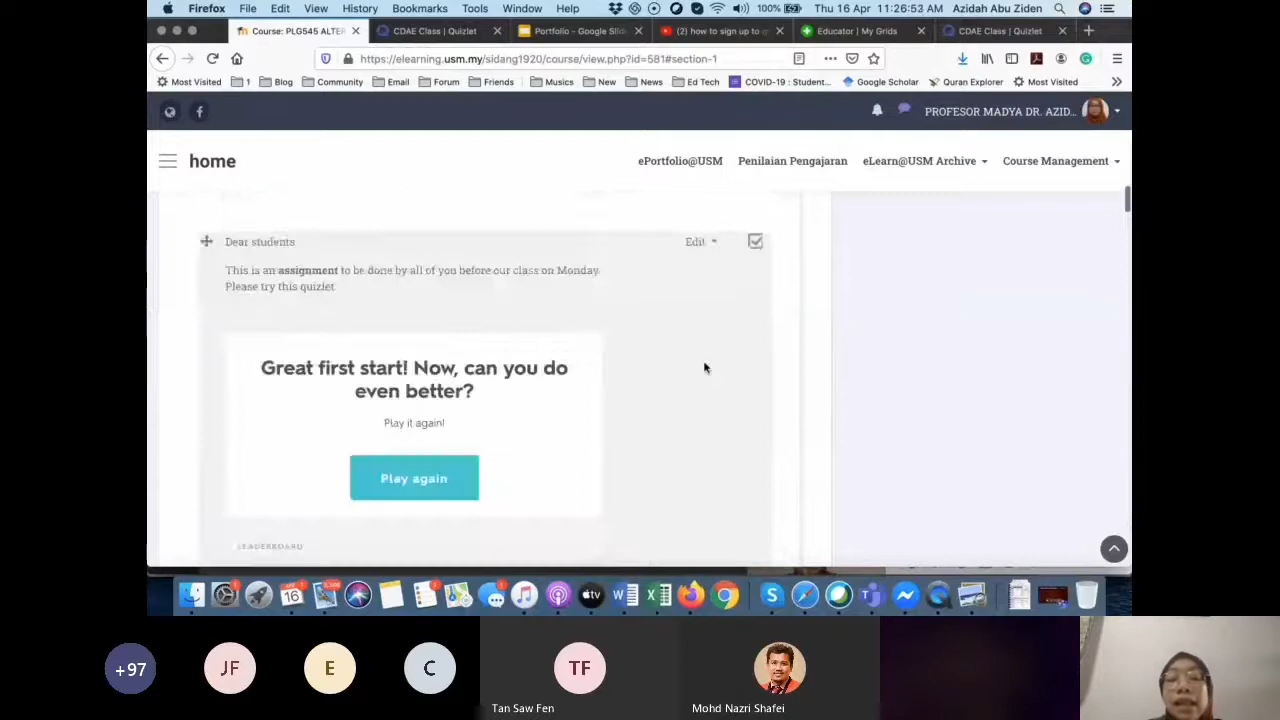 Firefox File Edit View History Bookmarks Tools Window Help 100% Thu 16 Apr 11:26:53 AM Azidah Abu Ziden
Course: PLG545 ALTER CDAE Class | Quizlet Portfolio - Google Slid (2) how to sign up to Educator | My Grids CDAE Class | Quizlet
https://elearning.usm.my/sidang1920/course/view.php?id=581#section-1
Most Visited 1 Blog Community Email Forum Friends Musics New News Ed Tech COVID-19 : Student... Google Scholar Quran Explorer Most Visited
PROFESOR MADYA DR. AZID...
home ePortfolio@USM Penilaian Pengajaran eLearn@USM Archive Course Management
Dear students Edit
This is an assignment to be done by all of you before our class on Monday.
Please try this quizlet
Great first start! Now, can you do
even better?
Play it again!
Play again
LEADERBOARD
+97 JF E C TF
Tan Saw Fen Mohd Nazri Shafei